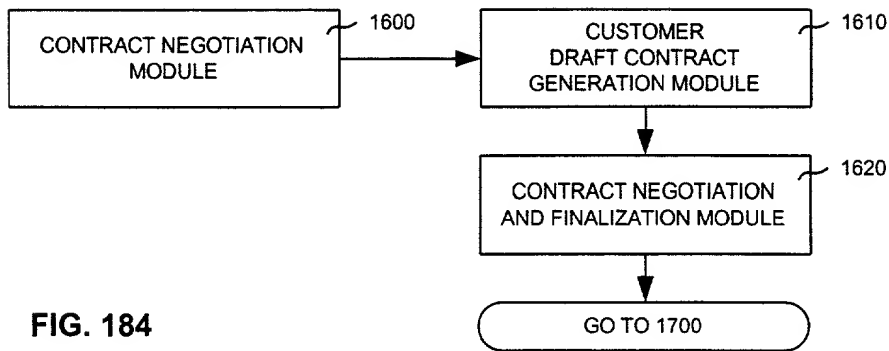 CONTRACT NEGOTIATION
MODULE
1600
CUSTOMER
DRAFT CONTRACT
GENERATION MODULE
1610
CONTRACT NEGOTIATION
AND FINALIZATION MODULE
1620
GO TO 1700
FIG. 184